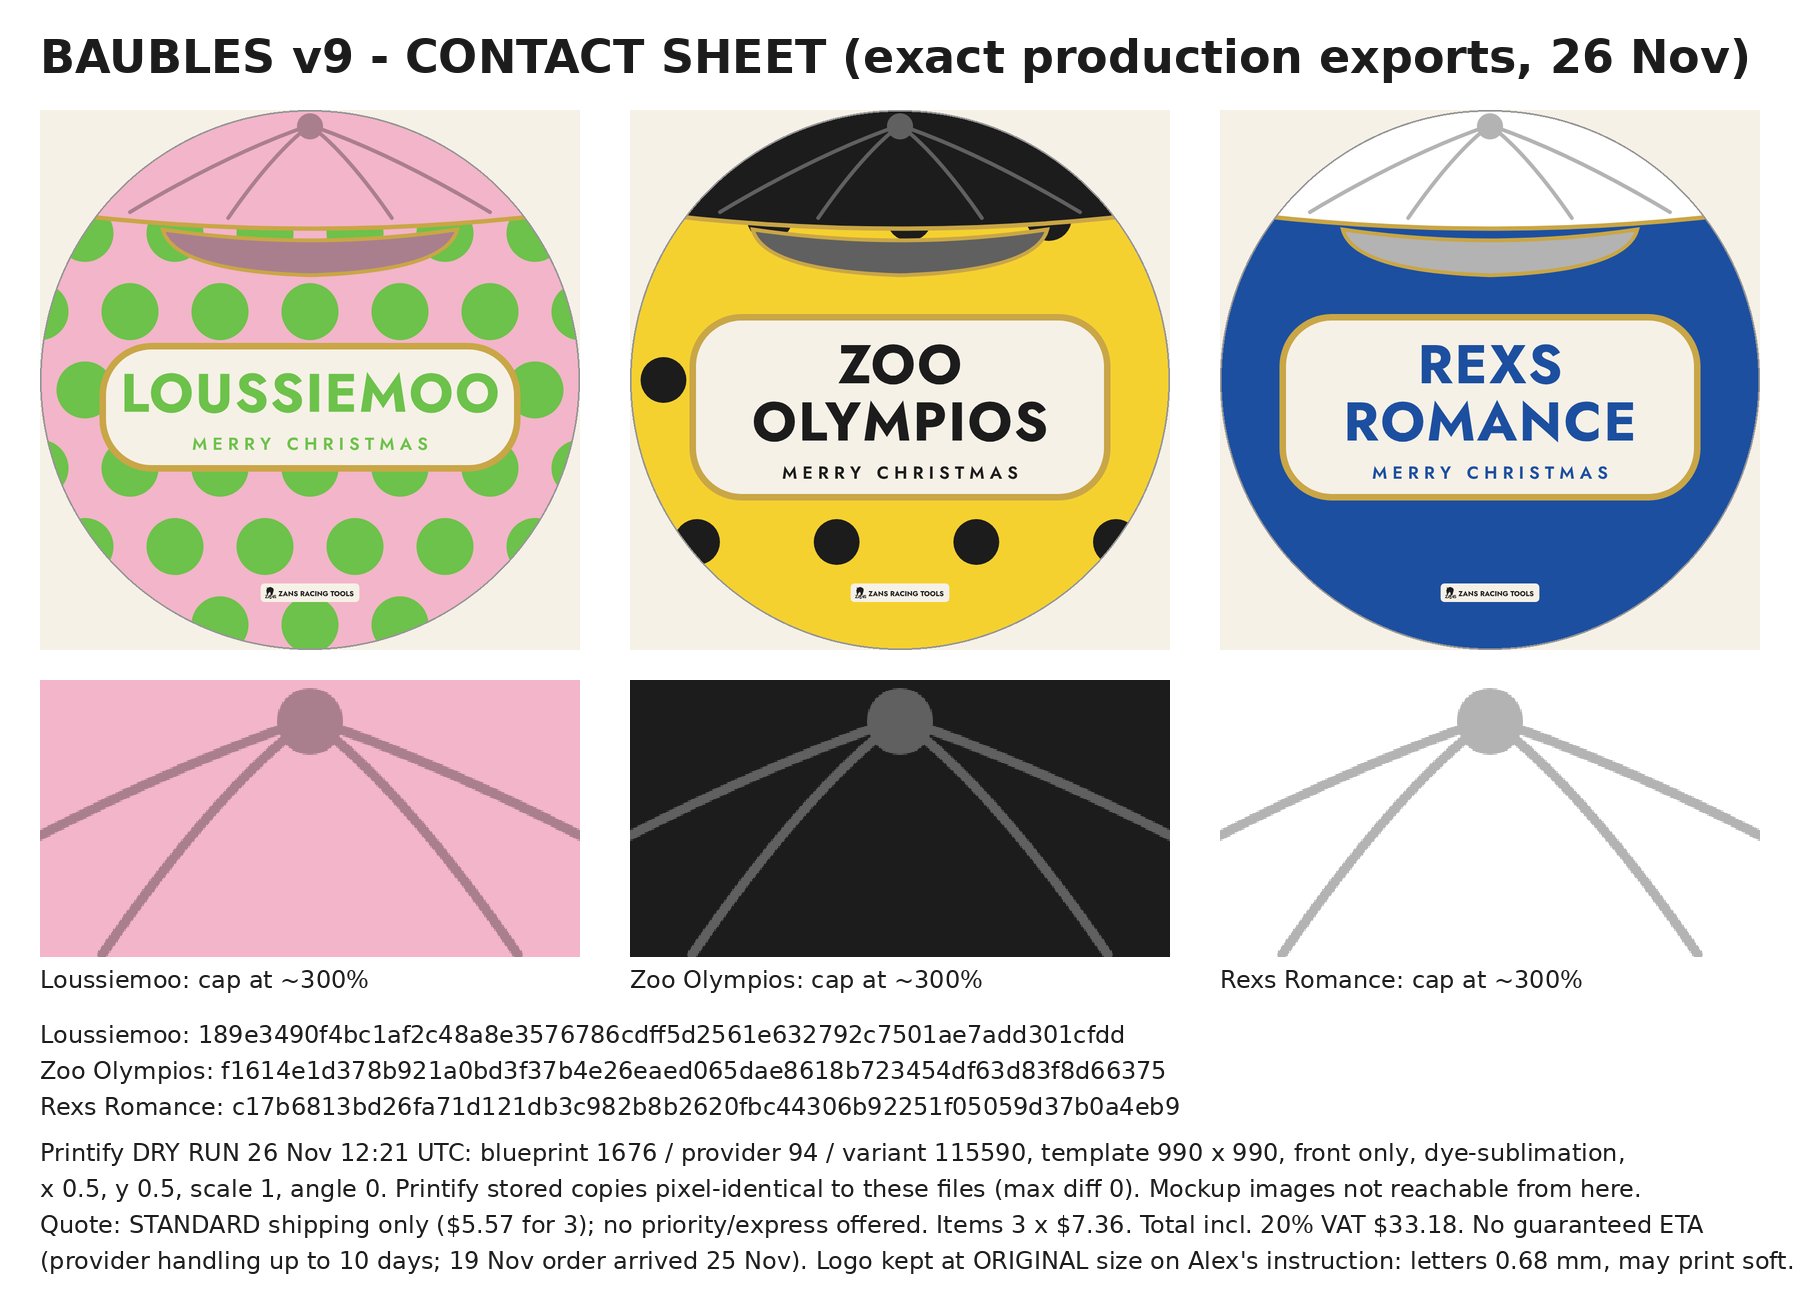 BAUBLES v9 - CONTACT SHEET (exact production exports, 26 Nov)
LOUSSIEMOO
MERRY CHRISTMAS
ZANS RACING TOOLS
ZOO
OLYMPIOS
MERRY CHRISTMAS
ZANS RACING TOOLS
REXS
ROMANCE
MERRY CHRISTMAS
ZANS RACING TOOLS
Loussiemoo: cap at ~300%
Zoo Olympios: cap at ~300%
Rexs Romance: cap at ~300%
Loussiemoo: 189e3490f4bc1af2c48a8e3576786cdff5d2561e632792c7501ae7add301cfdd
Zoo Olympios: f1614e1d378b921a0bd3f37b4e26eaed065dae8618b723454df63d83f8d66375
Rexs Romance: c17b6813bd26fa71d121db3c982b8b2620fbc44306b92251f05059d37b0a4eb9
Printify DRY RUN 26 Nov 12:21 UTC: blueprint 1676 / provider 94 / variant 115590, template 990 x 990, front only, dye-sublimation,
x 0.5, y 0.5, scale 1, angle 0. Printify stored copies pixel-identical to these files (max diff 0). Mockup images not reachable from here.
Quote: STANDARD shipping only ($5.57 for 3); no priority/express offered. Items 3 x $7.36. Total incl. 20% VAT $33.18. No guaranteed ETA
(provider handling up to 10 days; 19 Nov order arrived 25 Nov). Logo kept at ORIGINAL size on Alex's instruction: letters 0.68 mm, may print soft.